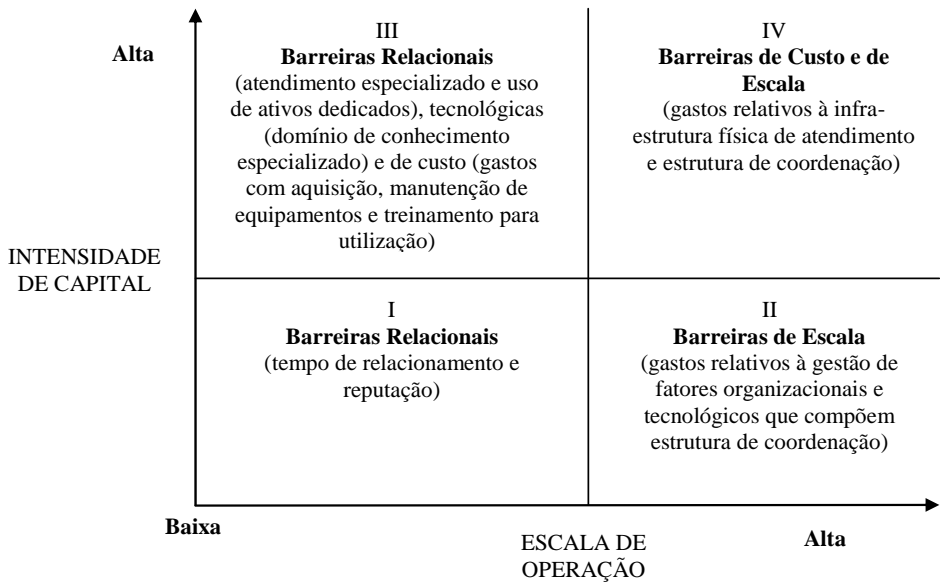 Alta
III
Barreiras Relacionais
(atendimento especializado e uso
de ativos dedicados), tecnológicas
(domínio de conhecimento
especializado) e de custo (gastos
com aquisição, manutenção de
equipamentos e treinamento para
utilização)
IV
Barreiras de Custo e de
Escala
(gastos relativos à infra-
estrutura física de atendimento
e estrutura de coordenação)
INTENSIDADE
DE CAPITAL
I
Barreiras Relacionais
(tempo de relacionamento e
reputação)
II
Barreiras de Escala
(gastos relativos à gestão de
fatores organizacionais e
tecnológicos que compõem
estrutura de coordenação)
Baixa
ESCALA DE
OPERAÇÃO
Alta